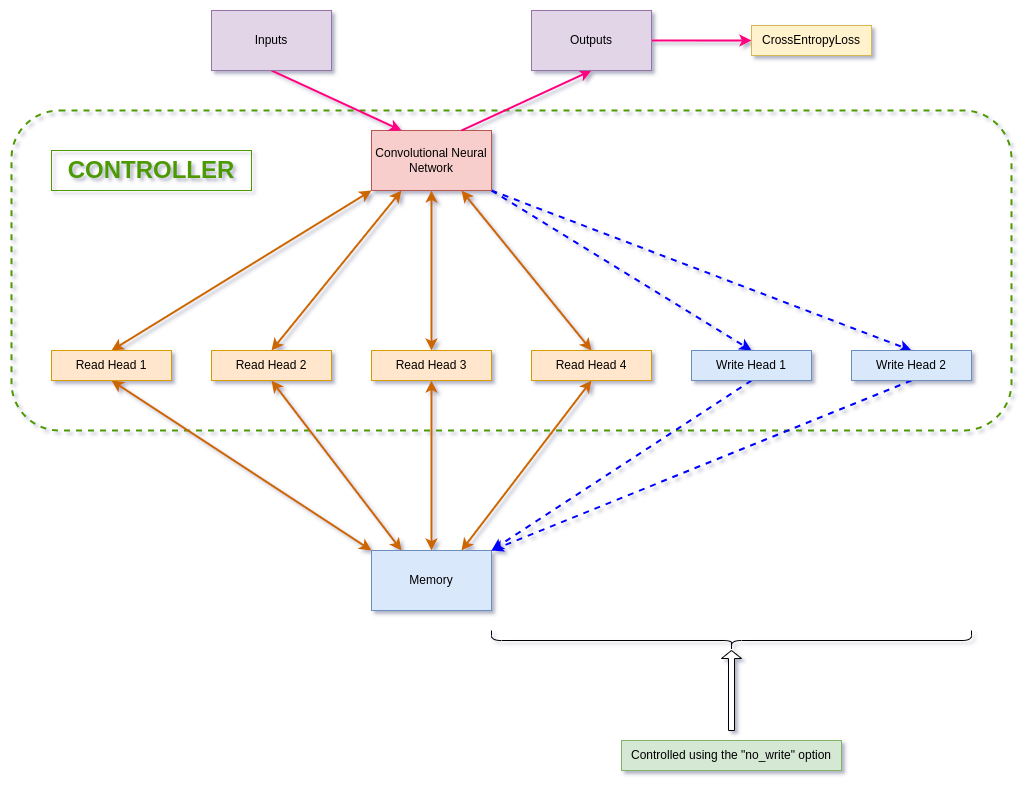 Inputs
Outputs
CrossEntropyLoss
CONTROLLER
Convolutional Neural
Network
Read Head 1
Read Head 2
Read Head 3
Read Head 4
Write Head 1
Write Head 2
Memory
Controlled using the "no_write" option